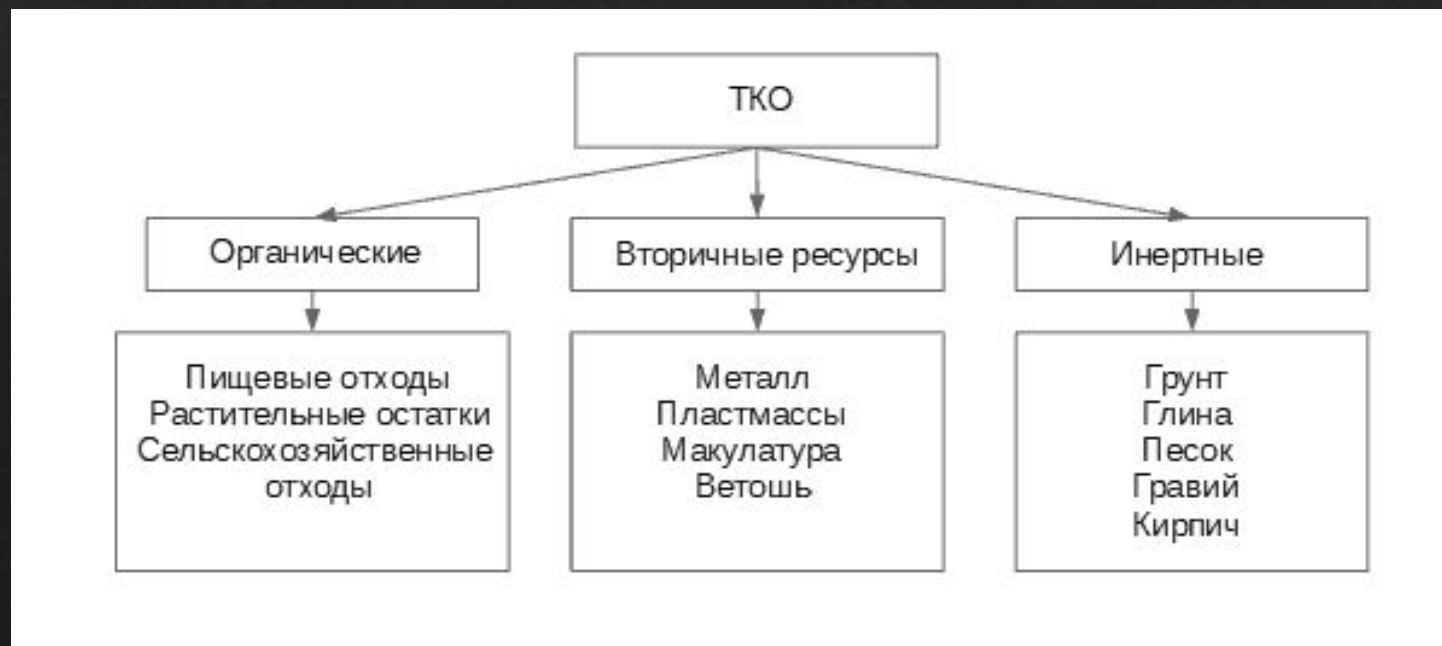 ТКО
Органические
Вторичные ресурсы
Инертные
Пищевые отходы
Растительные остатки
Сельскохозяйственные
отходы
Металл
Пластмассы
Макулатура
Ветошь
Грунт
Глина
Песок
Гравий
Кирпич